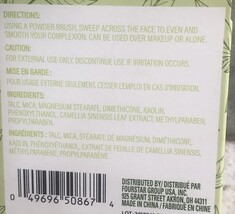 DIRECTIONS:
USING A POWDER BRUSH, SWEEP ACROSS THE FACE TO EVEN AND
SMOOTH YOUR COMPLEXION. CAN BE USED OVER MAKEUP OR ALONE.
CAUTION:
FOR EXTERNAL USE ONLY. DISCONTINUE USE IF IRRITATION OCCURS.
MISE EN GARDE:
POUR USAGE EXTERNE SEULEMENT. CESSER L'EMPLOI EN CAS D'IRRITATION.
INGREDIENTS:
TALC, MICA, MAGNESIUM STEARATE, DIMETHICONE, KAOLIN,
PHENOXYETHANOL, CAMELLIA SINENSIS LEAF EXTRACT, METHYLPARABEN,
PROPYLPARABEN.
INGRÉDIENTS:
TALC, MICA, STÉARATE DE MAGNÉSIUM, DIMÉTHICONE,
KAOLIN, PHÉNOXYÉTHANOL, EXTRAIT DE FEUILLE DE CAMELLIA SINENSIS,
MÉTHYLPARABÈNE, PROPYLPARABÈNE
0 49696 50867 4
DISTRIBUTED BY/DISTRIBUÉ PAR
FOURSTAR GROUP USA, INC.
525 GRANT STREET AKRON, OH 44311
MADE IN CHINA / FABRIQUÉ EN CHINE